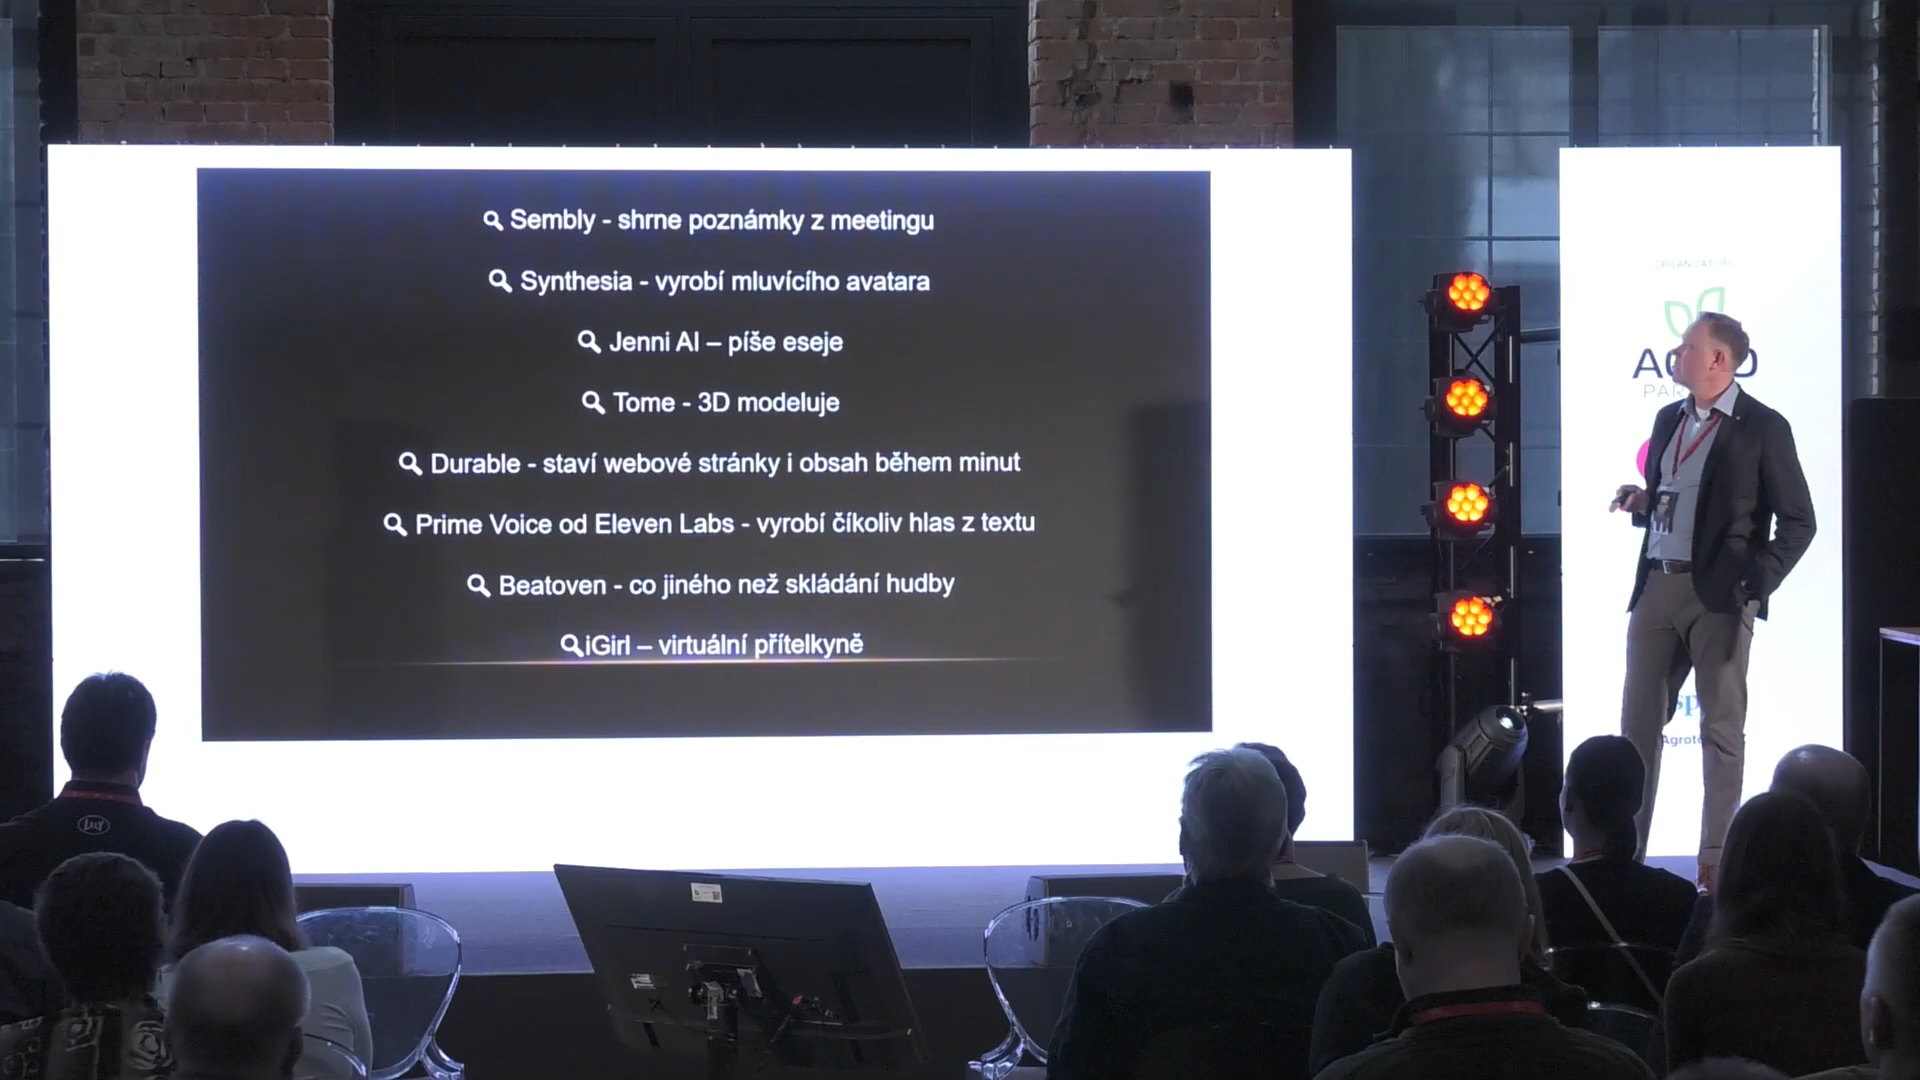 Sembly - shrne poznámky z meetingu
Synthesia - vyrobí mluvícího avatara
Jenni AI – píše eseje
Tome - 3D modeluje
Durable - staví webové stránky i obsah během minut
Prime Voice od Eleven Labs - vyrobí číkoliv hlas z textu
Beatoven - co jiného než skládání hudby
iGirl – virtuální přítelkyně
ORGANIZÁTOŘI
Lely